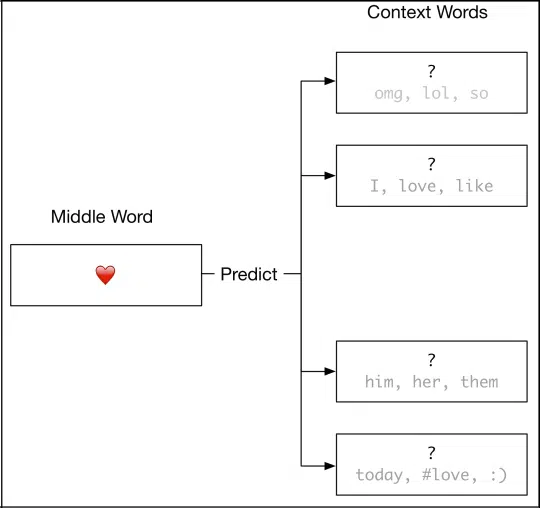 Context Words
?
omg, lol, so
?
I, love, like
Middle Word
❤️
Predict
?
him, her, them
?
today, #love, :)